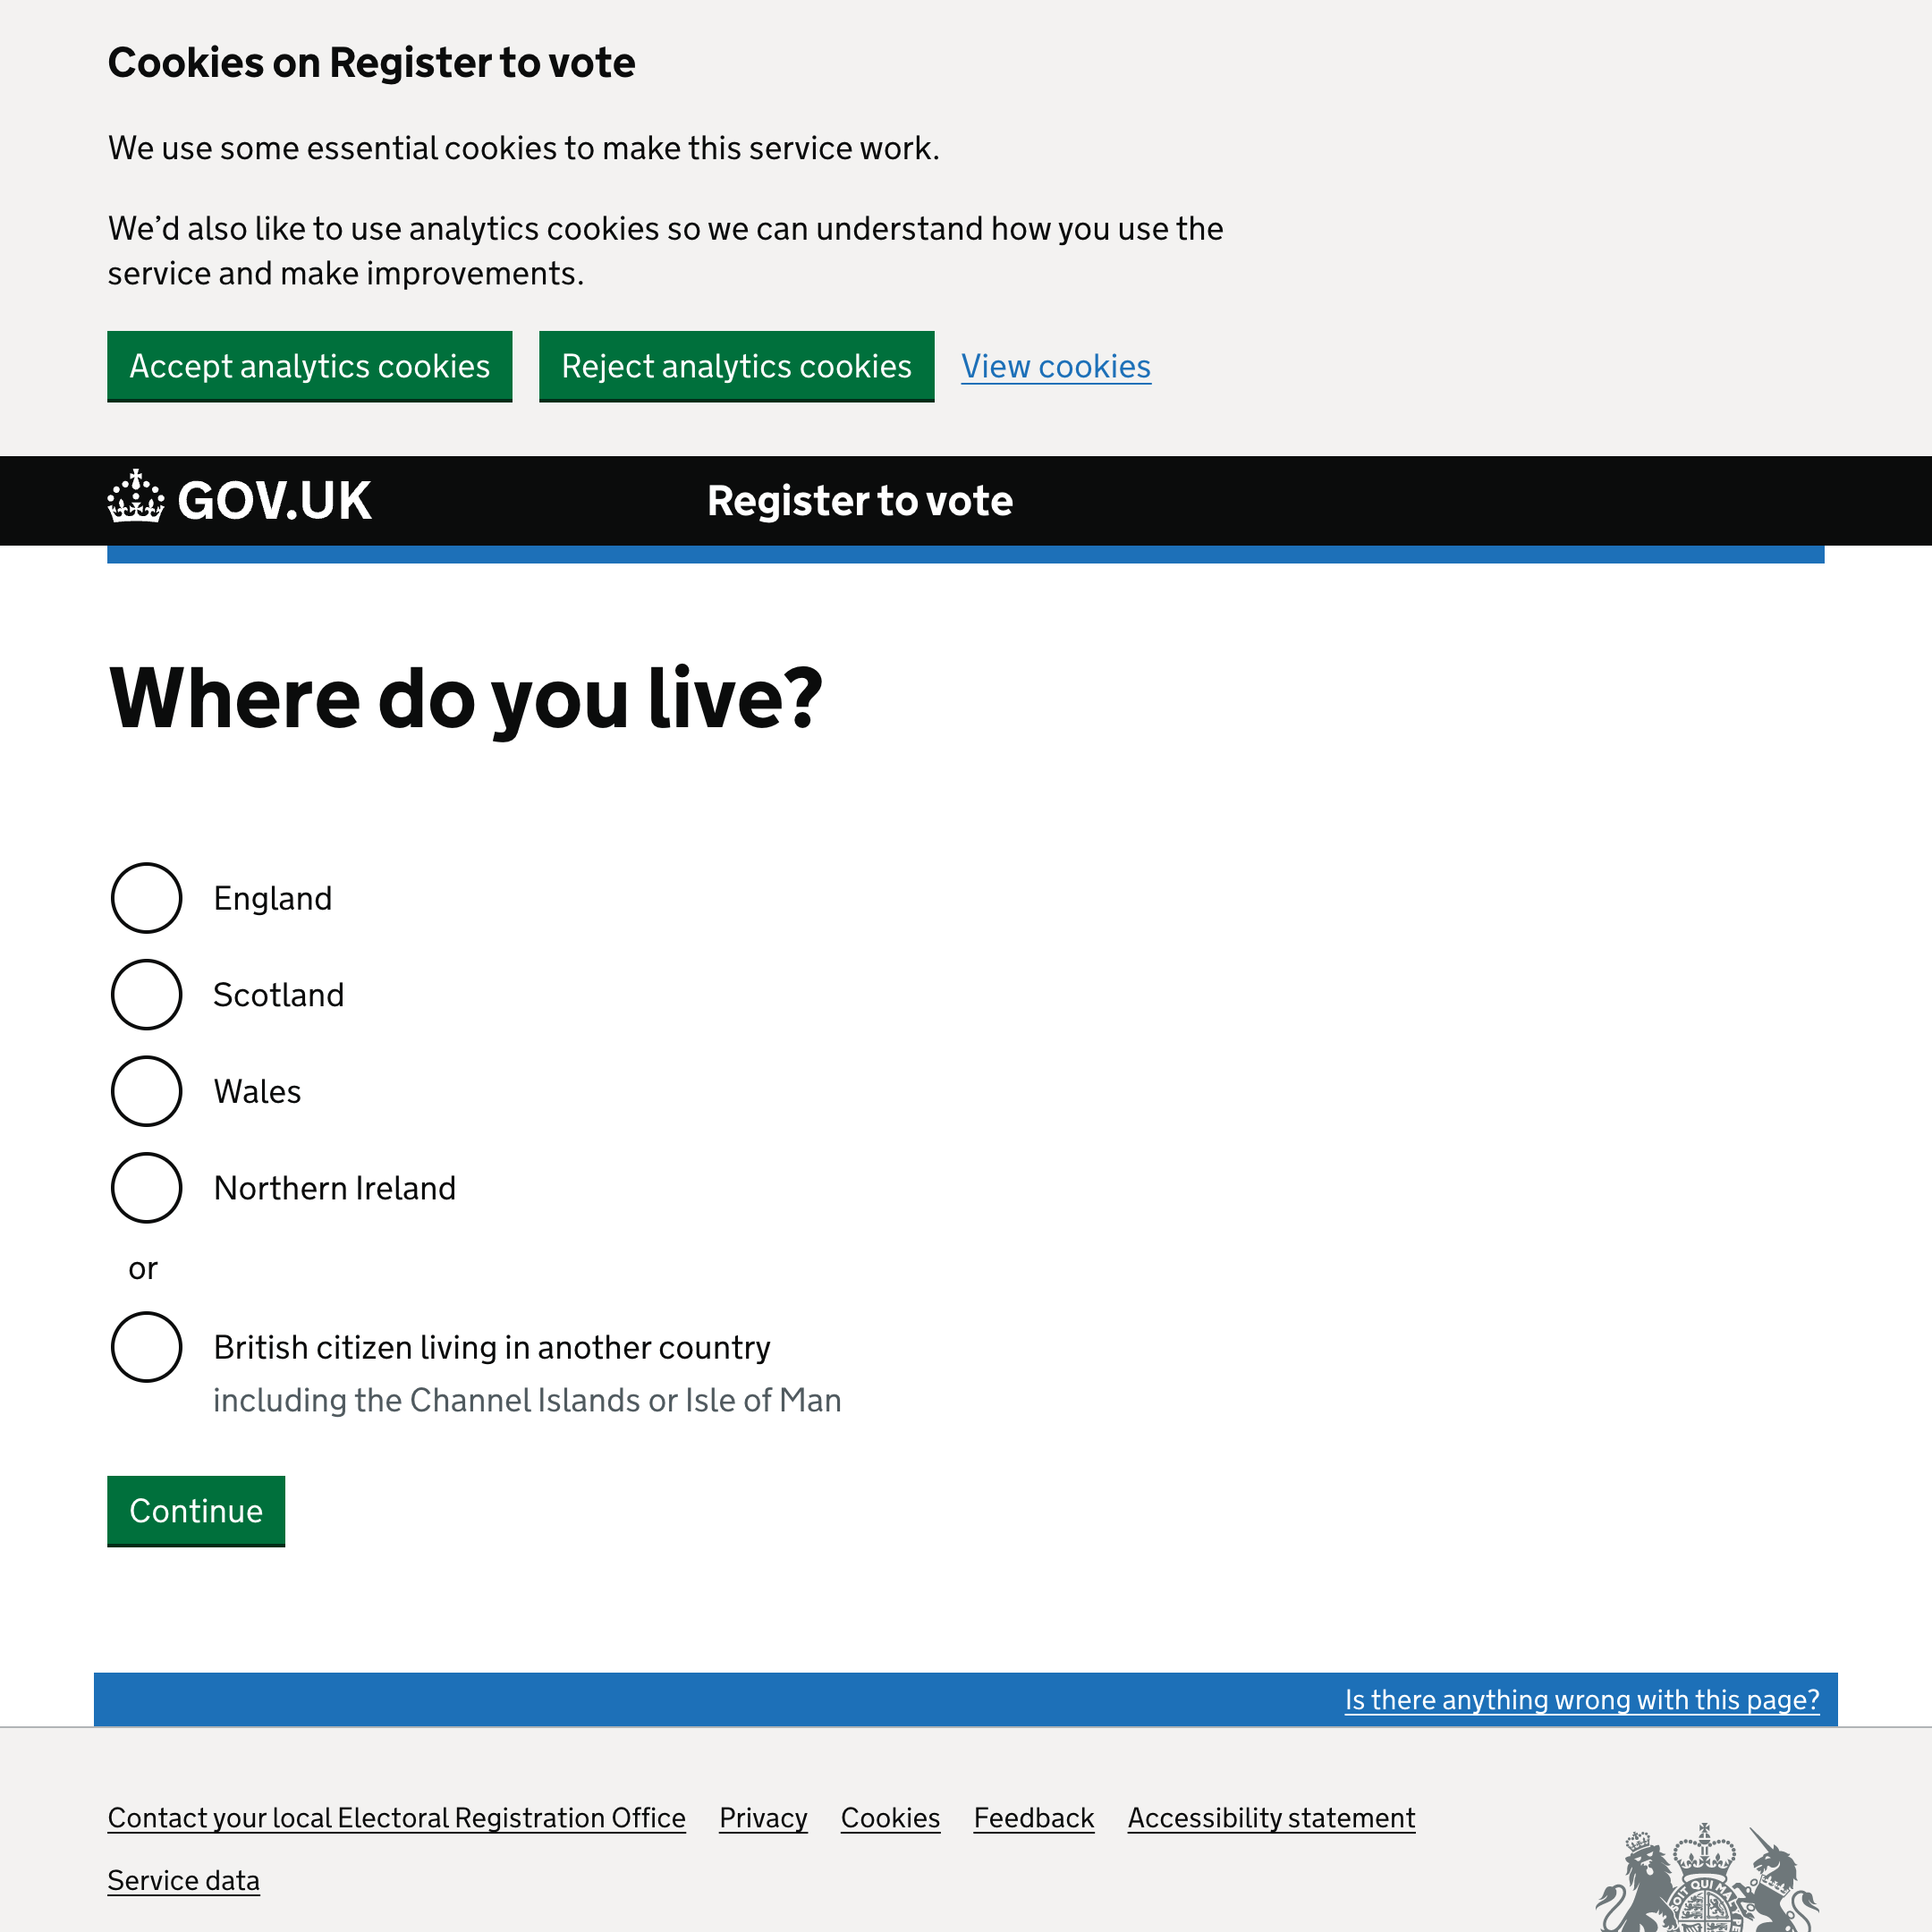 Cookies on Register to vote
We use some essential cookies to make this service work.
We’d also like to use analytics cookies so we can understand how you use the
service and make improvements.
Accept analytics cookies Reject analytics cookies View cookies
GOV.UK Register to vote
Where do you live?
England
Scotland
Wales
Northern Ireland
or
British citizen living in another country
including the Channel Islands or Isle of Man
Continue
Is there anything wrong with this page?
Contact your local Electoral Registration Office Privacy Cookies Feedback Accessibility statement
Service data
QUI